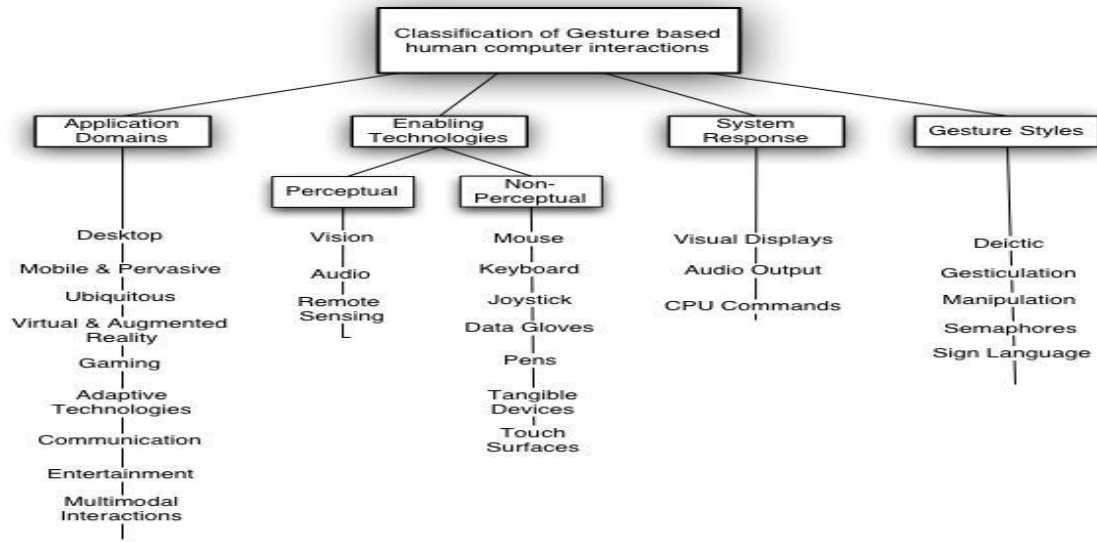 Classification of Gesture based
human computer interactions
Application
Domains
Enabling
Technologies
System
Response
Gesture Styles
Perceptual
Non-
Perceptual
Desktop
Mobile & Pervasive
Ubiquitous
Virtual & Augmented
Reality
Gaming
Adaptive
Technologies
Communication
Entertainment
Multimodal
Interactions
Vision
Audio
Remote
Sensing
Mouse
Keyboard
Joystick
Data Gloves
Pens
Tangible
Devices
Touch
Surfaces
Visual Displays
Audio Output
CPU Commands
Deictic
Gesticulation
Manipulation
Semaphores
Sign Language